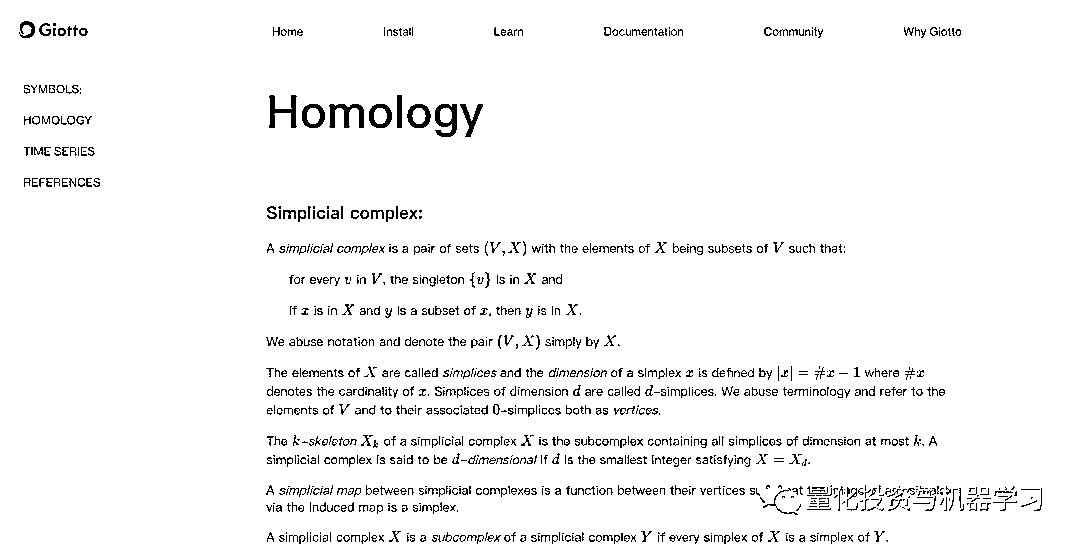 Giotto
Home Install Learn Documentation Community Why Giotto
SYMBOLS:
HOMOLOGY
TIME SERIES
REFERENCES
Homology
Simplicial complex:
A simplicial complex is a pair of sets (V, X) with the elements of X being subsets of V such that:
for every v in V, the singleton {v} is in X and
if x is in X and y is a subset of x, then y is in X.
We abuse notation and denote the pair (V, X) simply by X.
The elements of X are called simplices and the dimension of a simplex x is defined by |x| = #x − 1 where #x
denotes the cardinality of x. Simplices of dimension d are called d-simplices. We abuse terminology and refer to the
elements of V and to their associated 0-simplices both as vertices.
The k-skeleton X_k of a simplicial complex X is the subcomplex containing all simplices of dimension at most k. A
simplicial complex is said to be d-dimensional if d is the smallest integer satisfying X = X_d.
A simplicial map between simplicial complexes is a function between their vertices
量化投资与机器学习
via the induced map is a simplex.
A simplicial complex X is a subcomplex of a simplicial complex Y if every simplex of X is a simplex of Y.